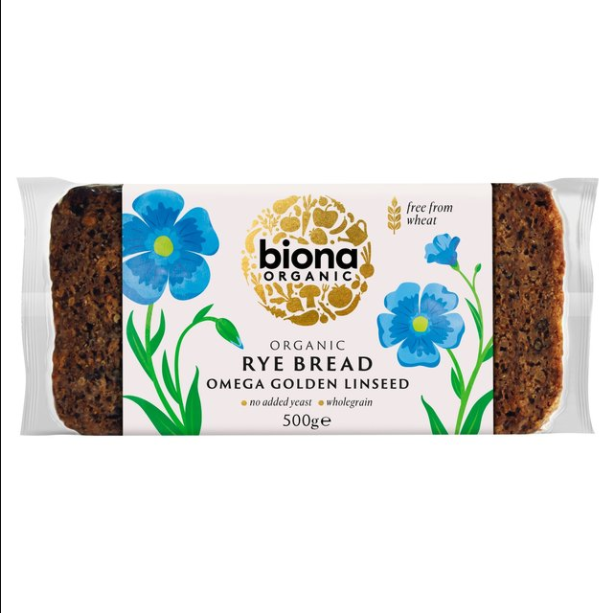 biona
ORGANIC
free from
wheat
ORGANIC
RYE BREAD
OMEGA GOLDEN LINSEED
• no added yeast • wholegrain
500g℮